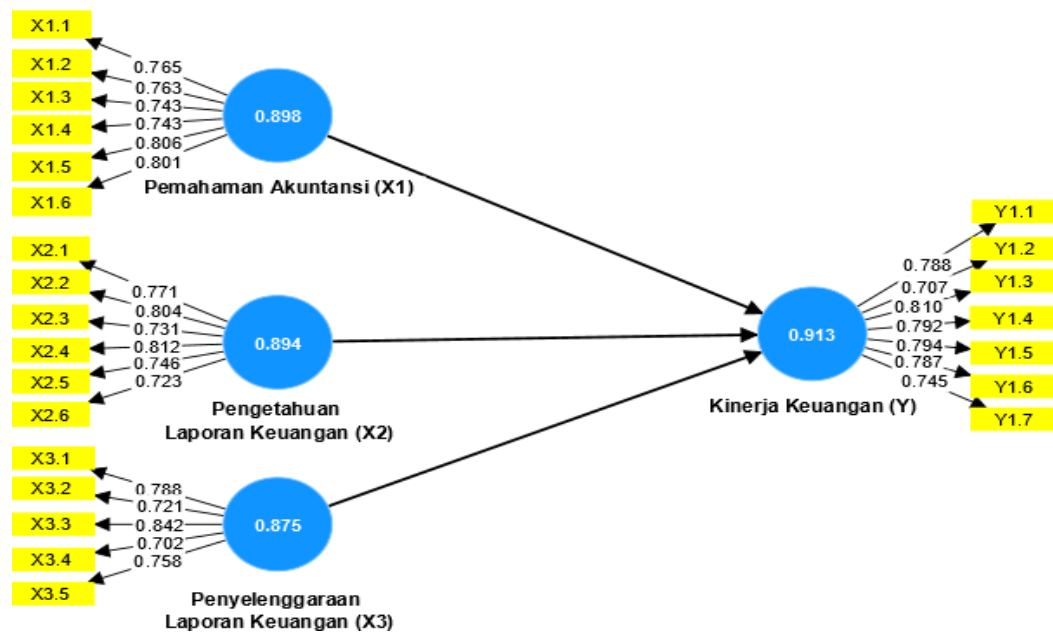 X1.1
X1.2
X1.3
X1.4
X1.5
X1.6
0.765
0.763
0.743
0.743
0.806
0.801
0.898
Pemahaman Akuntansi (X1)
X2.1
X2.2
X2.3
X2.4
X2.5
X2.6
0.771
0.804
0.731
0.812
0.746
0.723
0.894
Pengetahuan
Laporan Keuangan (X2)
X3.1
X3.2
X3.3
X3.4
X3.5
0.788
0.721
0.842
0.702
0.758
0.875
Penyelenggaraan
Laporan Keuangan (X3)
0.913
Kinerja Keuangan (Y)
0.788
0.707
0.810
0.792
0.794
0.787
0.745
Y1.1
Y1.2
Y1.3
Y1.4
Y1.5
Y1.6
Y1.7